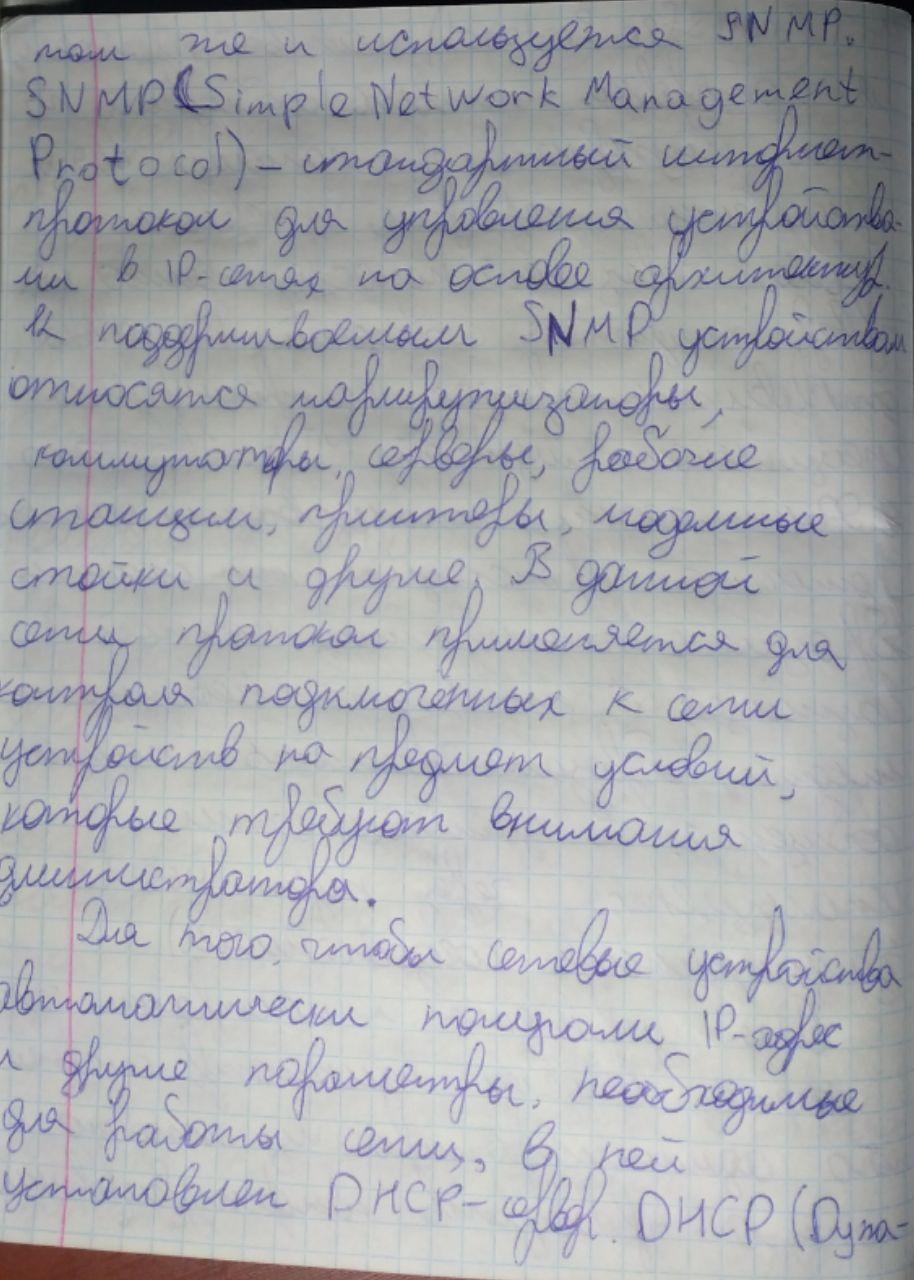 там же и используется SNMP.
SNMP (Simple Network Management
Protocol) – стандартный интернет-
протокол для управления устройства-
ми в IP-сетях на основе архитектур.
К поддерживаемым SNMP устройствам
относятся маршрутизаторы,
коммутаторы, серверы, рабочие
станции, принтеры, модемные
стойки и другие. В данной
сети протокол применяется для
контроля подключенных к сети
устройств на предмет условий,
которые требуют внимания
администратора.
Для того, чтобы сетевые устройства
автоматически получали IP-адрес
и другие параметры, необходимые
для работы сети, в ней
установлен DHCP-сервер. DHCP (Dyna-